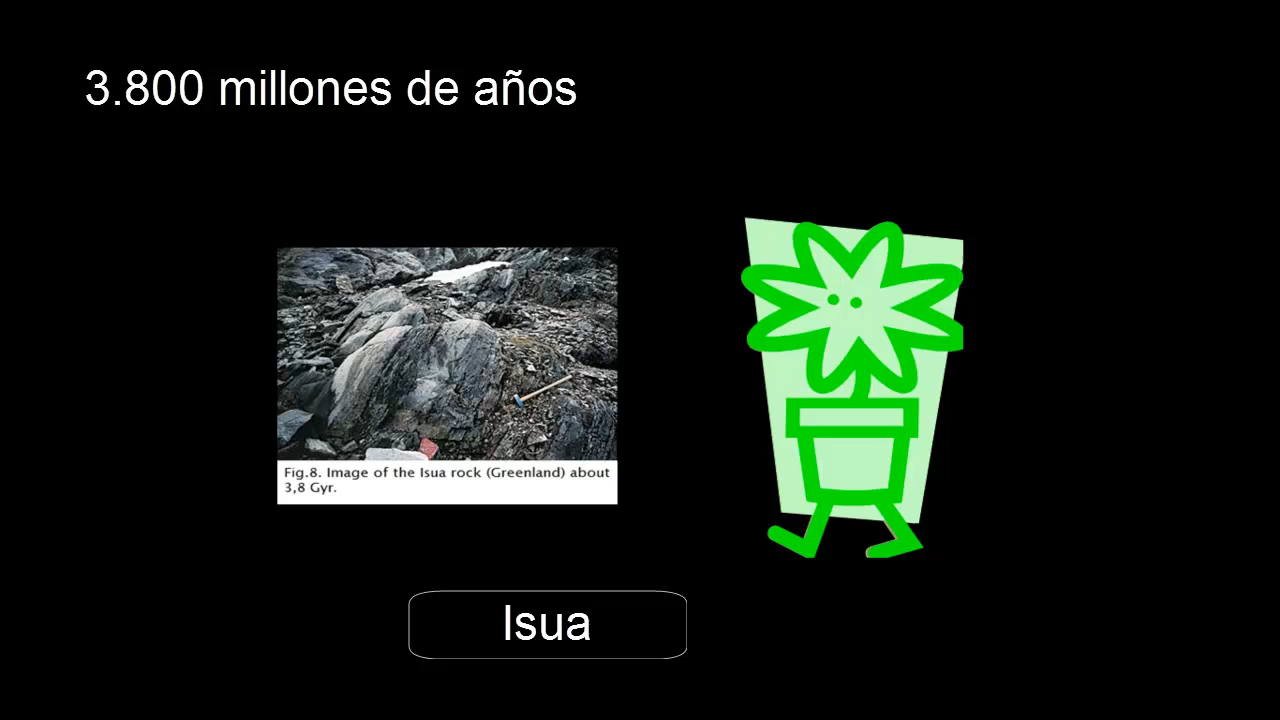 3.800 millones de años
Fig.8. Image of the Isua rock (Greenland) about
3,8 Gyr.
Isua